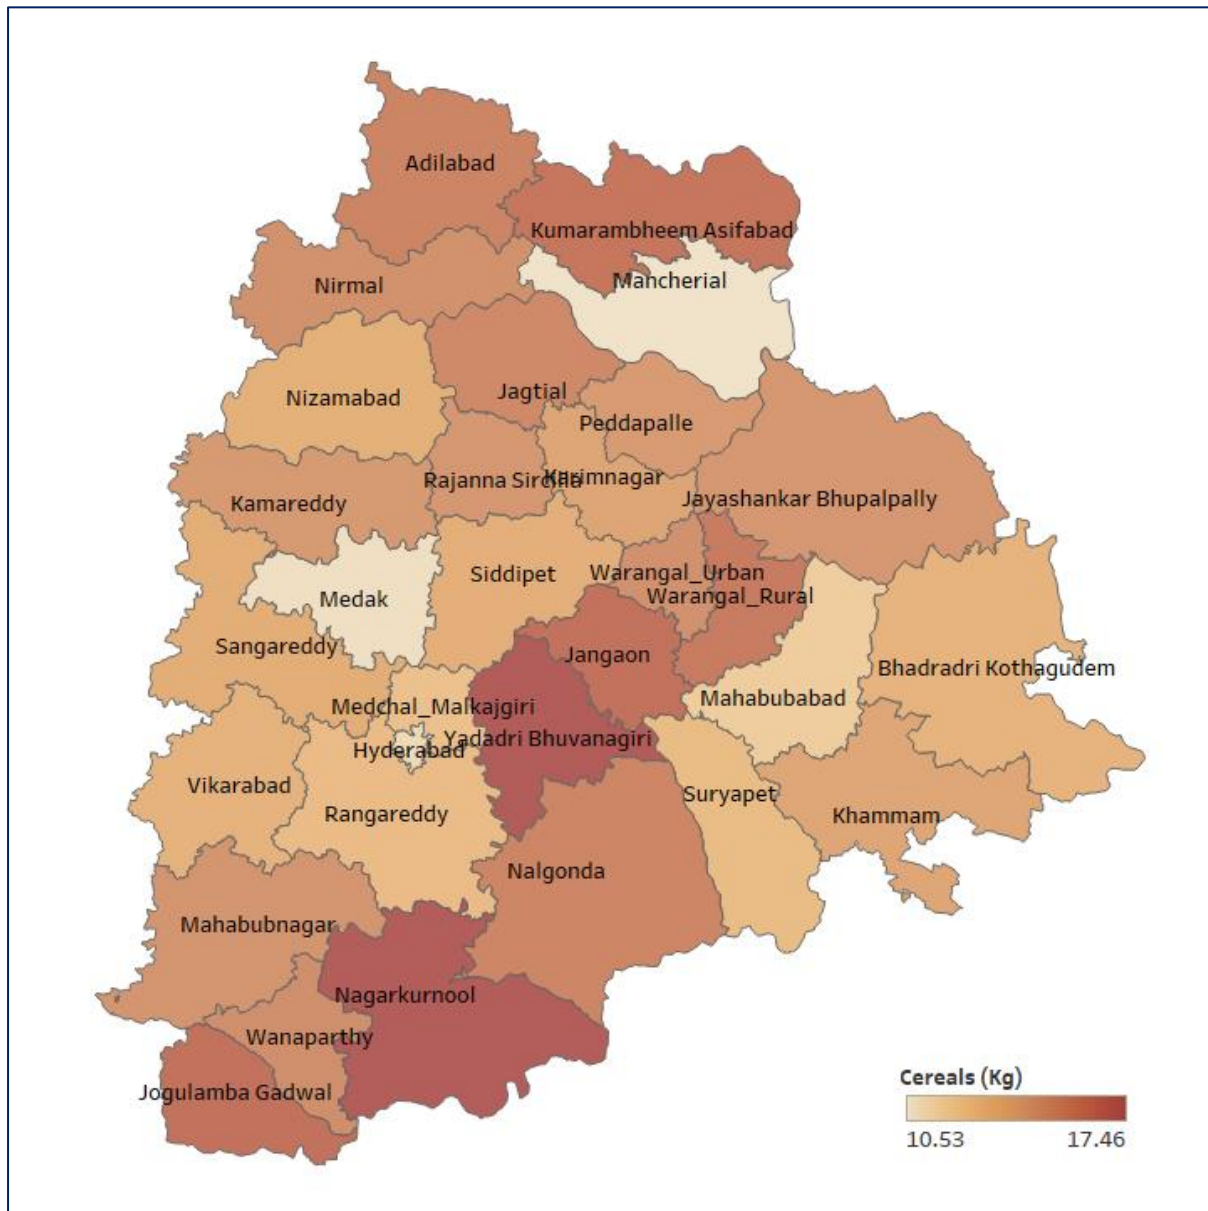 Adilabad
Kumarambheem Asifabad
Mancherial
Nirmal
Jagtial
Nizamabad
Peddapalle
Rajanna Sircilla
Karimnagar
Kamareddy
Jayashankar Bhupalpally
Siddipet
Warangal_Urban
Warangal_Rural
Medak
Sangareddy
Jangaon
Bhadradri Kothagudem
Mahabubabad
Medchal_Malkajgiri
Hyderabad
Yadadri Bhuvanagiri
Vikarabad
Suryapet
Rangareddy
Khammam
Nalgonda
Mahabubnagar
Nagarkurnool
Wanaparthy
Jogulamba Gadwal
Cereals (Kg)
10.53 17.46